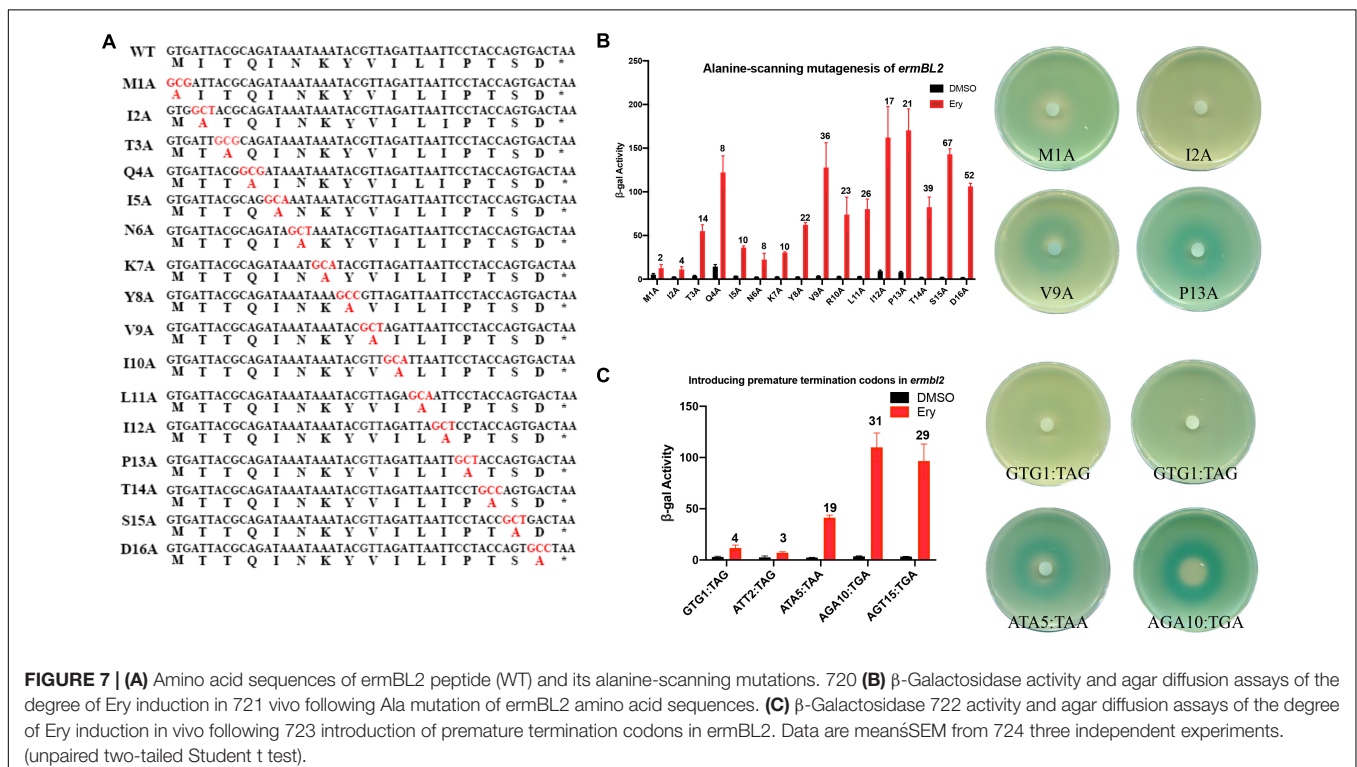 A
WT GTGATTACGCAGATAAATAAATACGTTAGATTAATTCCTACCAGTGACTAA
M I T Q I N K Y V I L I P T S D *
M1A GCGATTACGCAGATAAATAAATACGTTAGATTAATTCCTACCAGTGACTAA
A I T Q I N K Y V I L I P T S D *
I2A GTGGCTACGCAGATAAATAAATACGTTAGATTAATTCCTACCAGTGACTAA
M A T Q I N K Y V I L I P T S D *
T3A GTGATTGCGCAGATAAATAAATACGTTAGATTAATTCCTACCAGTGACTAA
M T A Q I N K Y V I L I P T S D *
Q4A GTGATTACGGCGATAAATAAATACGTTAGATTAATTCCTACCAGTGACTAA
M T T A I N K Y V I L I P T S D *
I5A GTGATTACGCAGGCAAATAAATACGTTAGATTAATTCCTACCAGTGACTAA
M T T Q A N K Y V I L I P T S D *
N6A GTGATTACGCAGATAGCTAAATACGTTAGATTAATTCCTACCAGTGACTAA
M T T Q I A K Y V I L I P T S D *
K7A GTGATTACGCAGATAAATGCATACGTTAGATTAATTCCTACCAGTGACTAA
M T T Q I N A Y V I L I P T S D *
Y8A GTGATTACGCAGATAAATAAAGCCGTTAGATTAATTCCTACCAGTGACTAA
M T T Q I N K A V I L I P T S D *
V9A GTGATTACGCAGATAAATAAATACGCTAGATTAATTCCTACCAGTGACTAA
M T T Q I N K Y A I L I P T S D *
I10A GTGATTACGCAGATAAATAAATACGTTGCATTAATTCCTACCAGTGACTAA
M T T Q I N K Y V A L I P T S D *
L11A GTGATTACGCAGATAAATAAATACGTTAGAGCAATTCCTACCAGTGACTAA
M T T Q I N K Y V I A I P T S D *
I12A GTGATTACGCAGATAAATAAATACGTTAGATTAGCTCCTACCAGTGACTAA
M T T Q I N K Y V I L A P T S D *
P13A GTGATTACGCAGATAAATAAATACGTTAGATTAATTGCTACCAGTGACTAA
M T T Q I N K Y V I L I A T S D *
T14A GTGATTACGCAGATAAATAAATACGTTAGATTAATTCCTGCCAGTGACTAA
M T T Q I N K Y V I L I P A S D *
S15A GTGATTACGCAGATAAATAAATACGTTAGATTAATTCCTACCGCTGACTAA
M T T Q I N K Y V I L I P T A D *
D16A GTGATTACGCAGATAAATAAATACGTTAGATTAATTCCTACCAGTGCCTAA
M T T Q I N K Y V I L I P T S A *
B
Alanine-scanning mutagenesis of ermBL2
DMSO
Ery
β-gal Activity
250
200
150
100
50
0
2 4 14 8 10 8 10 22 36 23 26 17 21 39 67 52
M1A I2A T3A Q4A I5A N6A K7A Y8A V9A R10A L11A I12A P13A T14A S15A D16A
M1A I2A
V9A P13A
C
Introducing premature termination codons in ermbl2
DMSO
Ery
β-gal Activity
150
100
50
0
4 3 19 31 29
GTG1:TAG ATT2:TAG ATA5:TAA AGA10:TGA AGT15:TGA
GTG1:TAG GTG1:TAG
ATA5:TAA AGA10:TGA
FIGURE 7 | (A) Amino acid sequences of ermBL2 peptide (WT) and its alanine-scanning mutations. 720 (B) β-Galactosidase activity and agar diffusion assays of the
degree of Ery induction in 721 vivo following Ala mutation of ermBL2 amino acid sequences. (C) β-Galactosidase 722 activity and agar diffusion assays of the degree
of Ery induction in vivo following 723 introduction of premature termination codons in ermBL2. Data are meanśSEM from 724 three independent experiments.
(unpaired two-tailed Student t test).